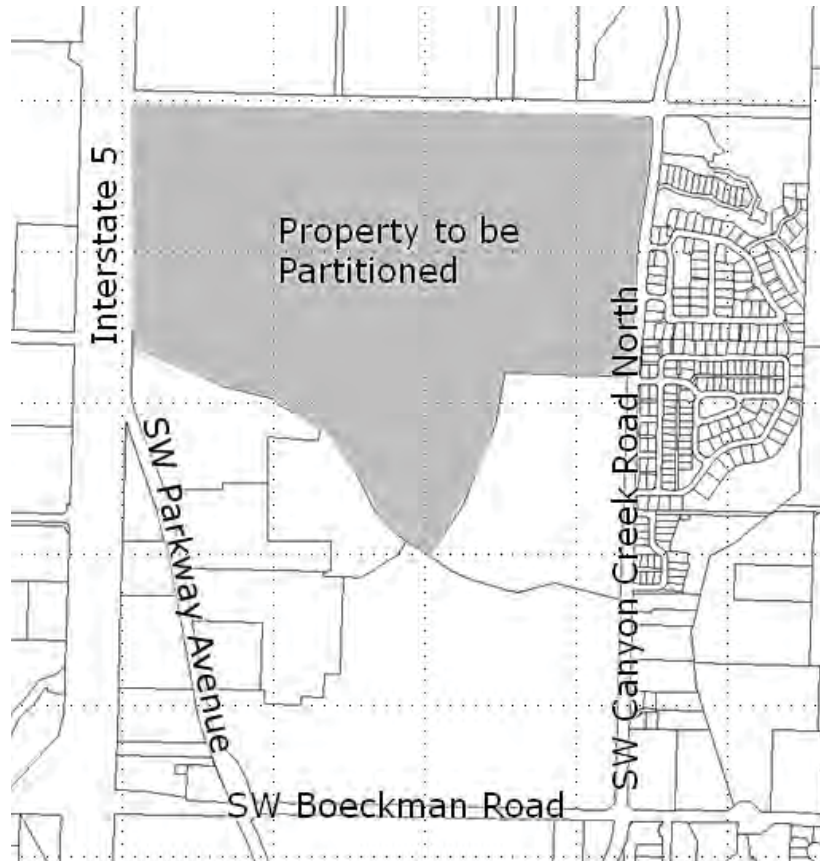 Interstate 5
Property to be
Partitioned
SW Parkway Avenue
SW Canyon Creek Road North
SW Boeckman Road